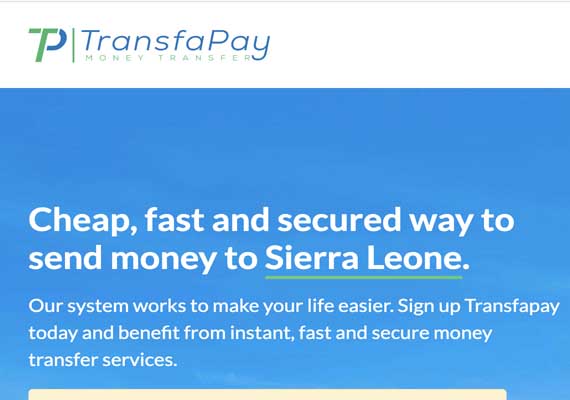 TP TransfaPay
MONEY TRANSFER
Cheap, fast and secured way to
send money to Sierra Leone.
Our system works to make your life easier. Sign up Transfapay
today and benefit from instant, fast and secure money
transfer services.